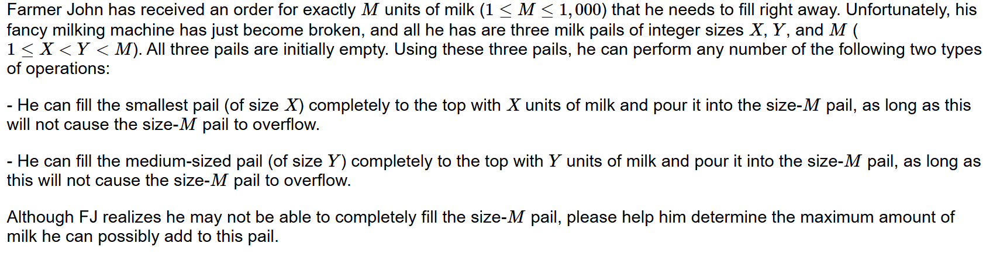 Farmer John has received an order for exactly M units of milk (1 ≤ M ≤ 1,000) that he needs to fill right away. Unfortunately, his
fancy milking machine has just become broken, and all he has are three milk pails of integer sizes X, Y, and M (
1 ≤ X < Y < M). All three pails are initially empty. Using these three pails, he can perform any number of the following two types
of operations:
- He can fill the smallest pail (of size X) completely to the top with X units of milk and pour it into the size-M pail, as long as this
will not cause the size-M pail to overflow.
- He can fill the medium-sized pail (of size Y) completely to the top with Y units of milk and pour it into the size-M pail, as long as
this will not cause the size-M pail to overflow.
Although FJ realizes he may not be able to completely fill the size-M pail, please help him determine the maximum amount of
milk he can possibly add to this pail.